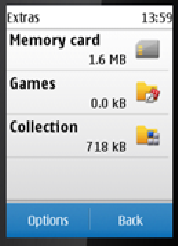 Extras 13:59
Memory card
1.6 MB
Games
0.0 kB
Collection
718 kB
Options Back